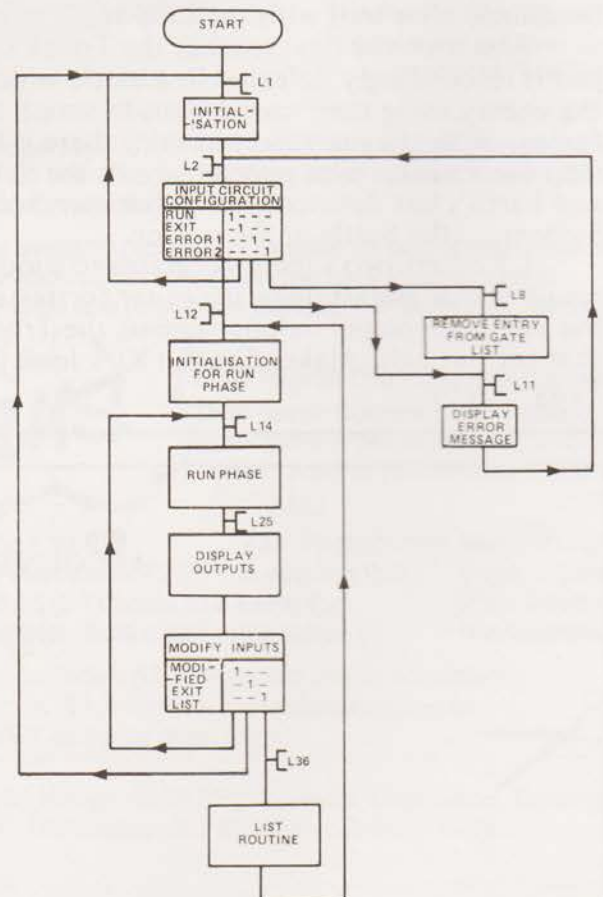 START
L1
INITIAL-
-'SATION
L2
INPUT CIRCUIT
CONFIGURATION
RUN 1 - - -
EXIT - 1 - -
ERROR 1 - - 1 -
ERROR 2 - - - 1
L12
L8
REMOVE ENTRY
FROM GATE
LIST
INITIALISATION
FOR RUN
PHASE
L11
DISPLAY
ERROR
MESSAGE
L14
RUN PHASE
L25
DISPLAY
OUTPUTS
MODIFY INPUTS
MODI- 1 - -
-FIED - 1 -
EXIT - - 1
LIST
L36
LIST
ROUTINE